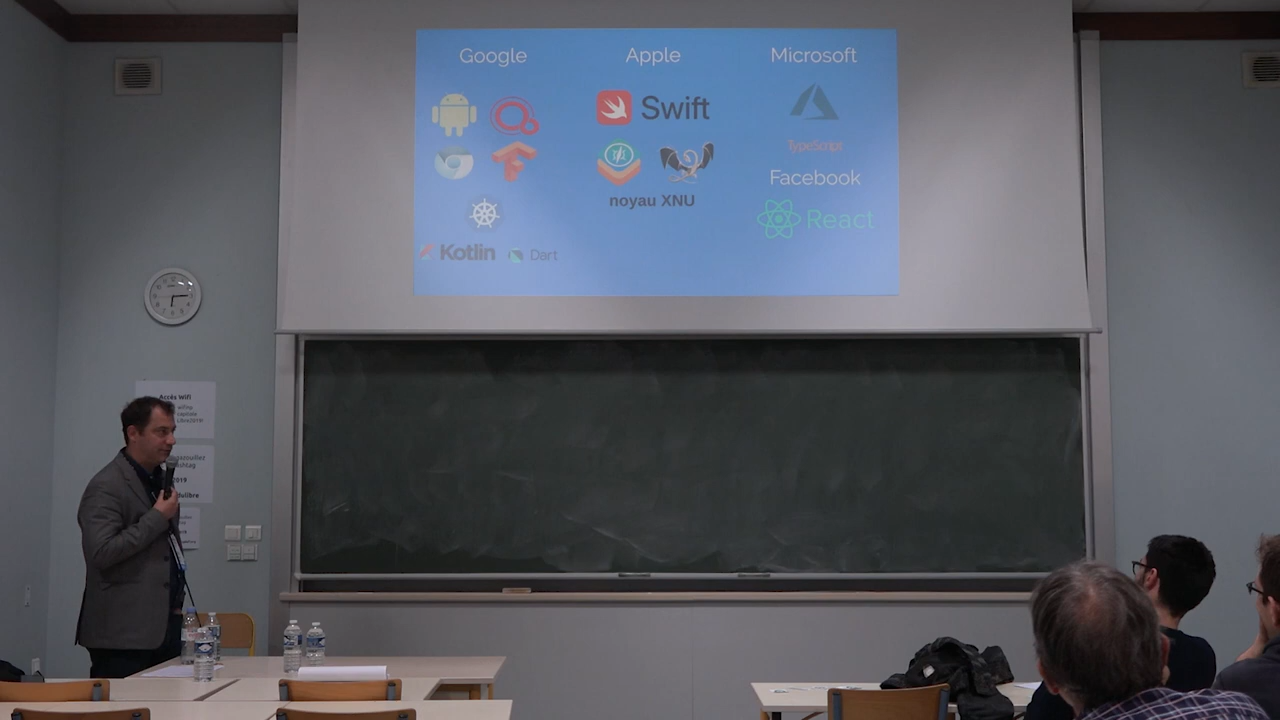 Google
Apple
Microsoft
Swift
TypeScript
Facebook
noyau XNU
React
Kotlin
Dart
Accès Wifi
2019